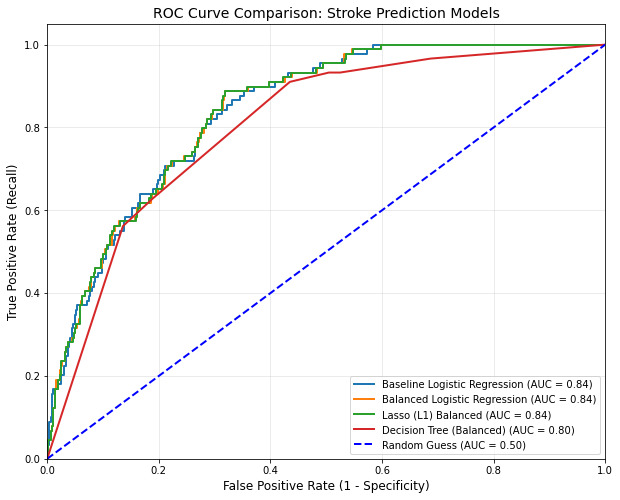 ROC Curve Comparison: Stroke Prediction Models
True Positive Rate (Recall)
1.0
0.8
0.6
0.4
0.2
0.0
0.0 0.2 0.4 0.6 0.8 1.0
False Positive Rate (1 - Specificity)
Baseline Logistic Regression (AUC = 0.84)
Balanced Logistic Regression (AUC = 0.84)
Lasso (L1) Balanced (AUC = 0.84)
Decision Tree (Balanced) (AUC = 0.80)
Random Guess (AUC = 0.50)